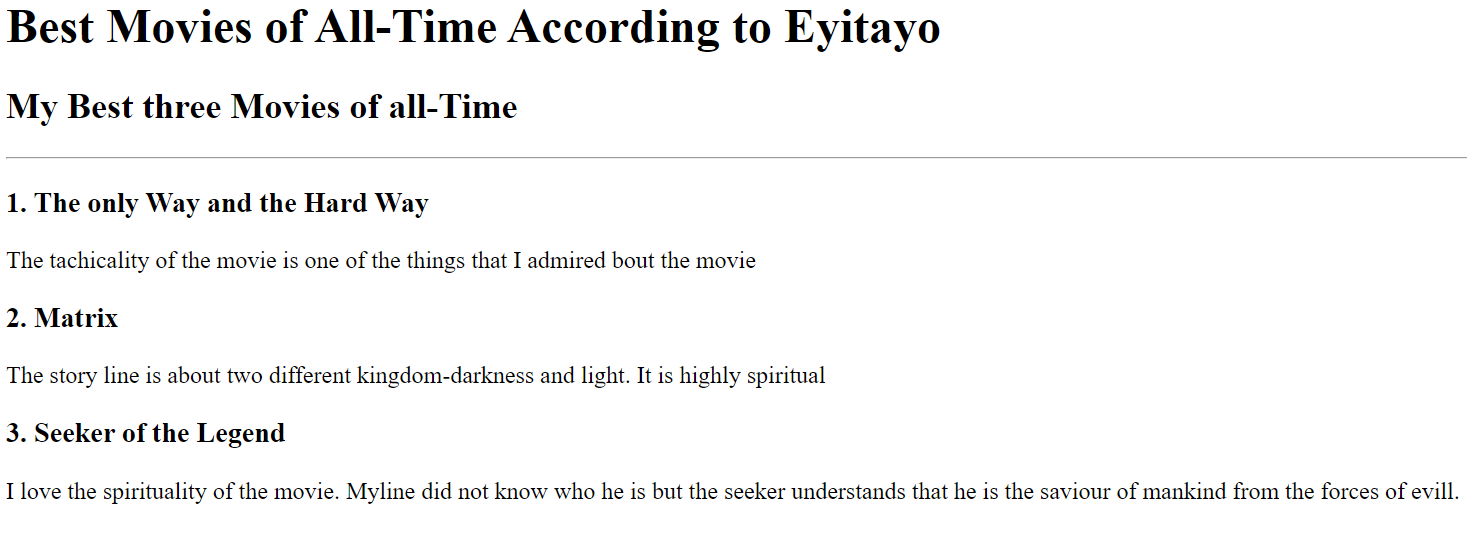 Best Movies of All-Time According to Eyitayo
My Best three Movies of all-Time
1. The only Way and the Hard Way
The tachicality of the movie is one of the things that I admired bout the movie
2. Matrix
The story line is about two different kingdom-darkness and light. It is highly spiritual
3. Seeker of the Legend
I love the spirituality of the movie. Myline did not know who he is but the seeker understands that he is the saviour of mankind from the forces of evill.